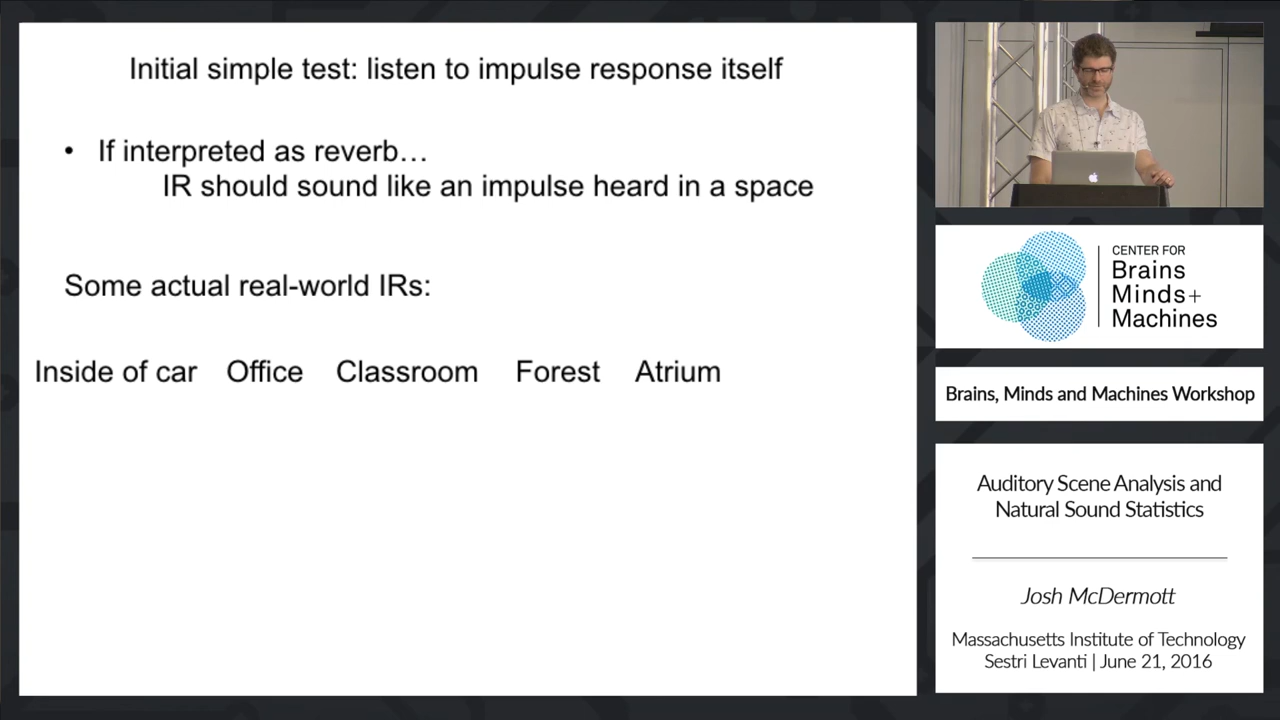 Initial simple test: listen to impulse response itself
• If interpreted as reverb…
IR should sound like an impulse heard in a space
Some actual real-world IRs:
Inside of car Office Classroom Forest Atrium
CENTER FOR
Brains
Minds+
Machines
Brains, Minds and Machines Workshop
Auditory Scene Analysis and
Natural Sound Statistics
Josh McDermott
Massachusetts Institute of Technology
Sestri Levanti | June 21, 2016